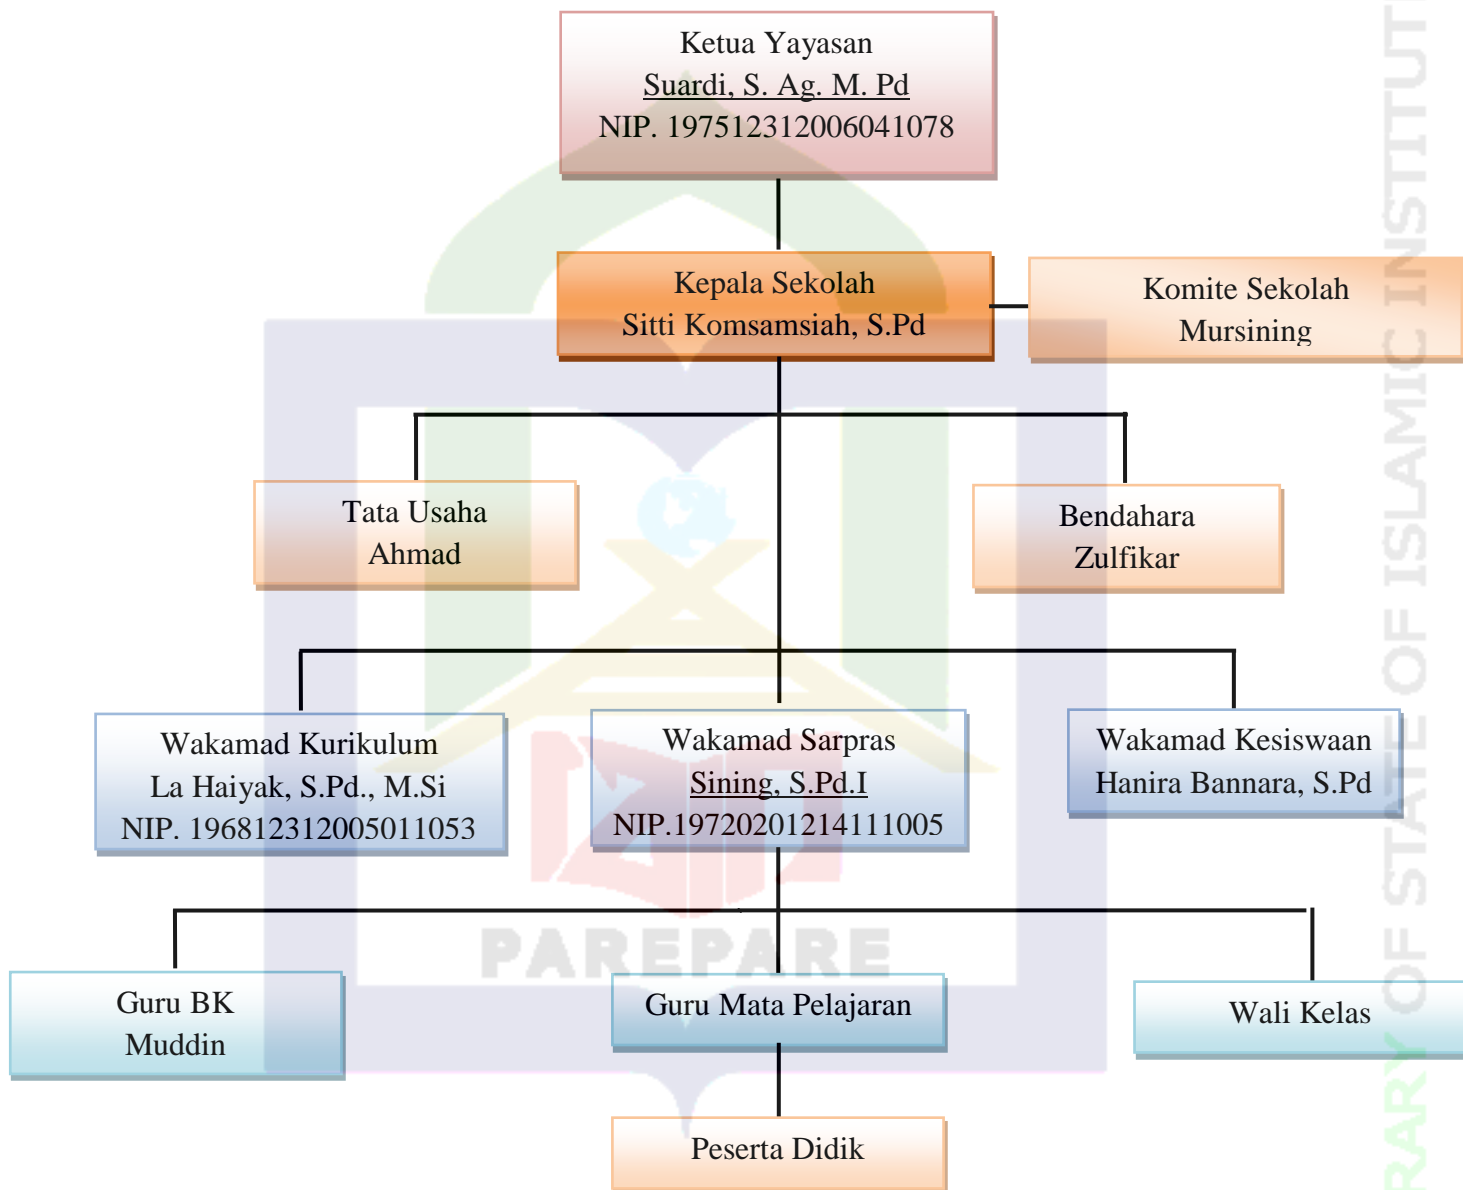 Ketua Yayasan
Suardi, S. Ag. M. Pd
NIP. 197512312006041078
Kepala Sekolah
Sitti Komsamsiah, S.Pd
Komite Sekolah
Mursining
Tata Usaha
Ahmad
Bendahara
Zulfikar
Wakamad Kurikulum
La Haiyak, S.Pd., M.Si
NIP. 196812312005011053
Wakamad Sarpras
Sining, S.Pd.I
NIP.19720201214111005
Wakamad Kesiswaan
Hanira Bannara, S.Pd
Guru BK
Muddin
Guru Mata Pelajaran
Wali Kelas
Peserta Didik
PAREPARE
OF STATE OF ISLAMIC